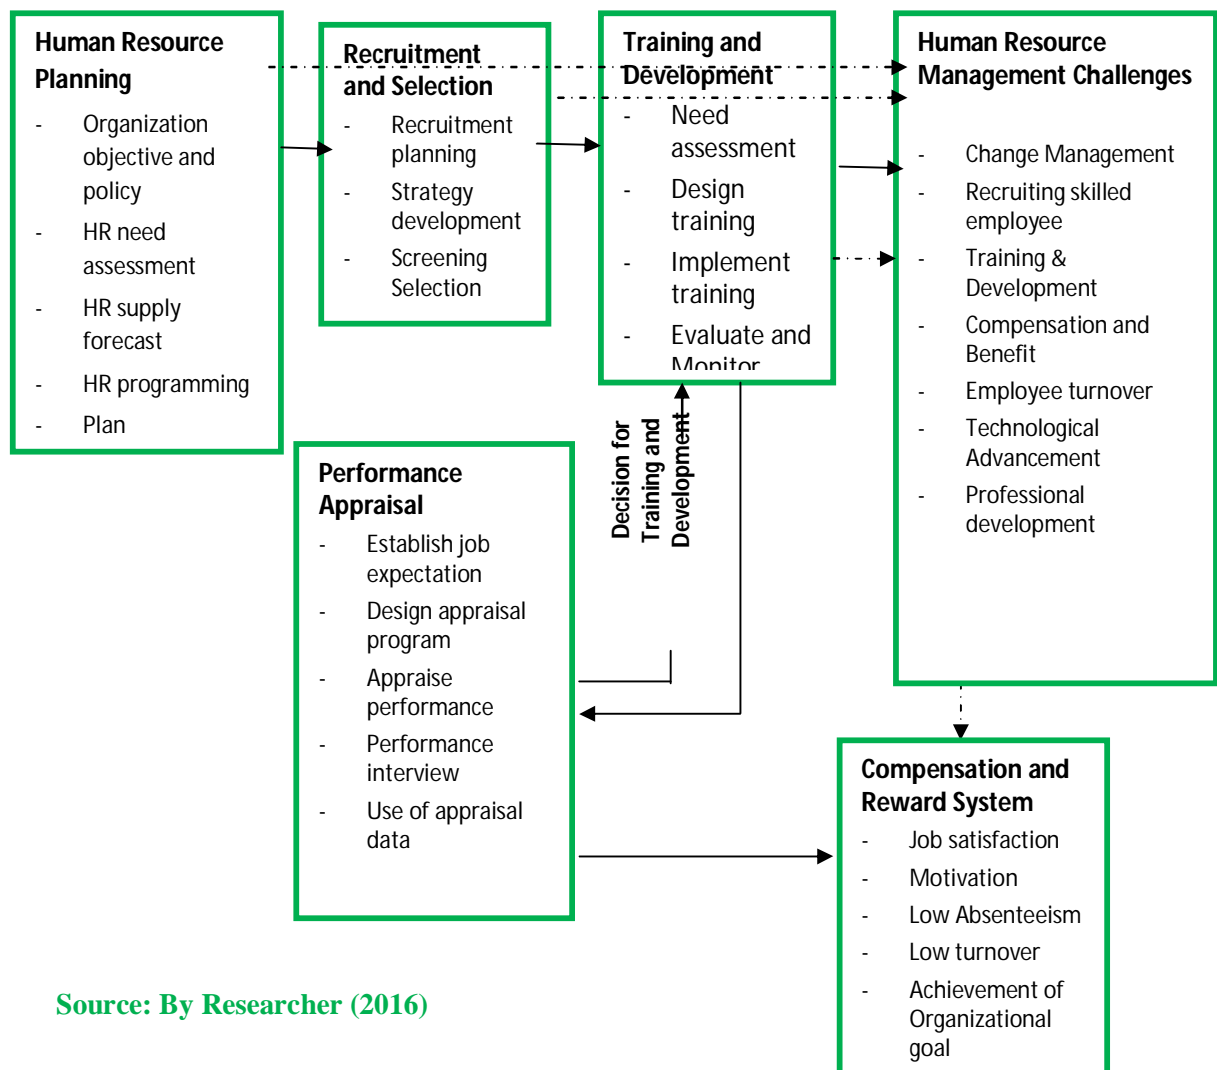 Human Resource
Planning
- Organization
objective and
policy
- HR need
assessment
- HR supply
forecast
- HR programming
- Plan
Recruitment
and Selection
- Recruitment
planning
- Strategy
development
- Screening
Selection
Training and
Development
- Need
assessment
- Design
training
- Implement
training
- Evaluate and
Monitor
Human Resource
Management Challenges
- Change Management
- Recruiting skilled
employee
- Training &
Development
- Compensation and
Benefit
- Employee turnover
- Technological
Advancement
- Professional
development
Decision for
Training and
Development
Performance
Appraisal
- Establish job
expectation
- Design appraisal
program
- Appraise
performance
- Performance
interview
- Use of appraisal
data
Compensation and
Reward System
- Job satisfaction
- Motivation
- Low Absenteeism
- Low turnover
- Achievement of
Organizational
goal
Source: By Researcher (2016)